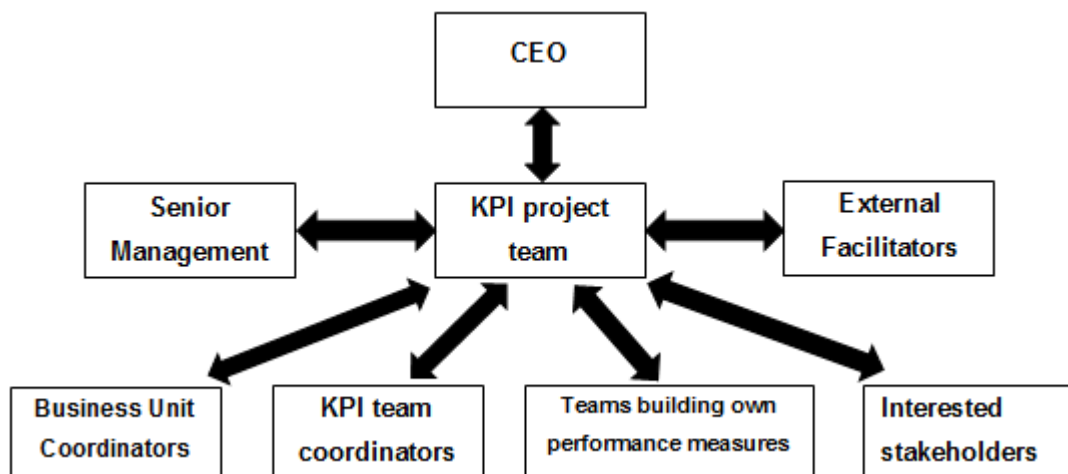 CEO
Senior
Management
KPI project
team
External
Facilitators
Business Unit
Coordinators
KPI team
coordinators
Teams building own
performance measures
Interested
stakeholders